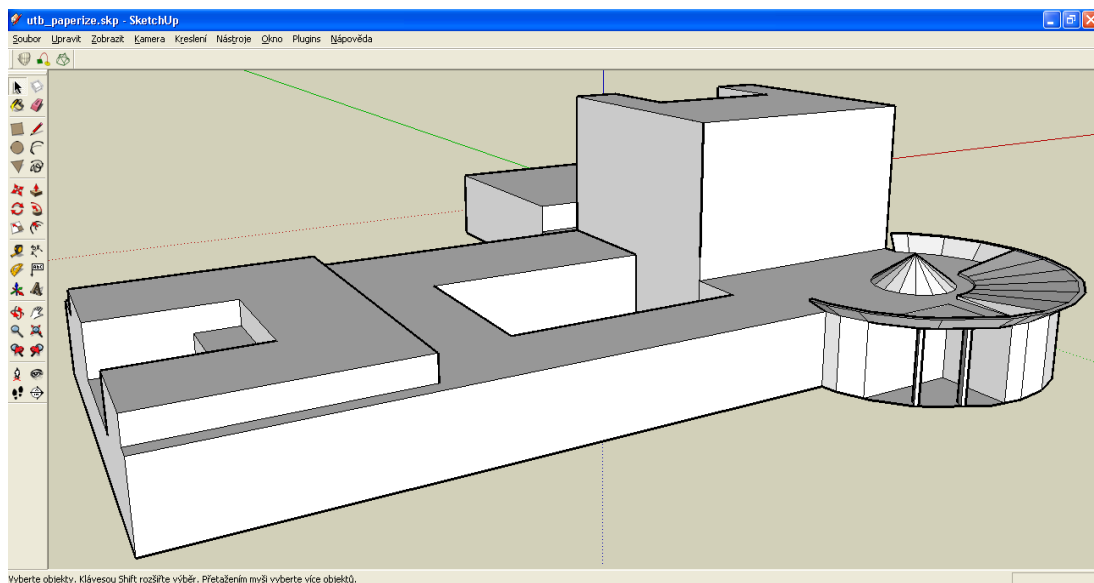 utb_paperize.skp - SketchUp
Soubor Upravit Zobrazit Kamera Kreslení Nástroje Okno Plugins Nápověda
Vyberte objekty. Klávesou Shift rozšiřte výběr. Přetažením myši vyberte více objektů.